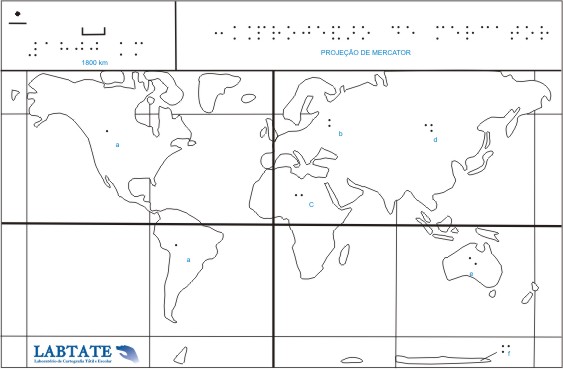 PROJEÇÃO DE MERCATOR
1800 km
a
b
d
C
a
e
f
LABTATE
Laboratório de Cartografia Tátil e Escolar